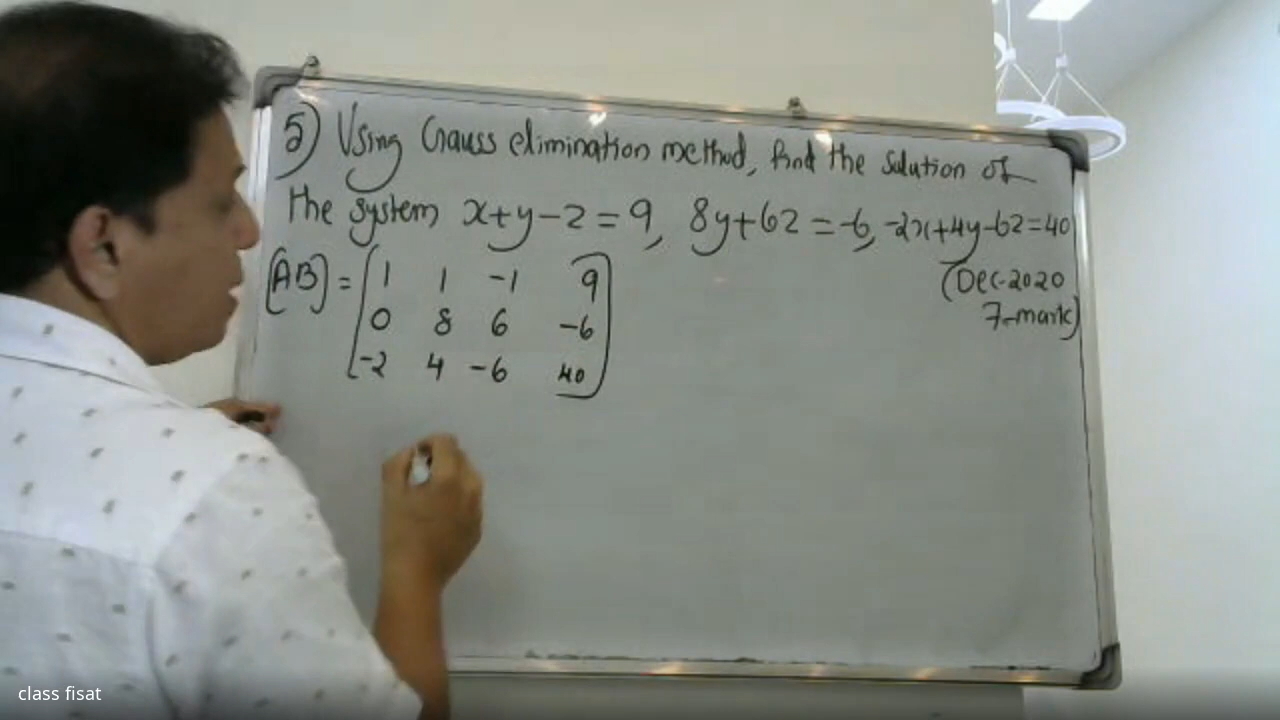 5) Using Gauss elimination method, find the solution of
the system x+y-z=9, 8y+6z=-6, -2x+4y-6z=40
(Dec-2020
7-mark)
[AB] = [1 1 -1 9
0 8 6 -6
-2 4 -6 40]
class fisat